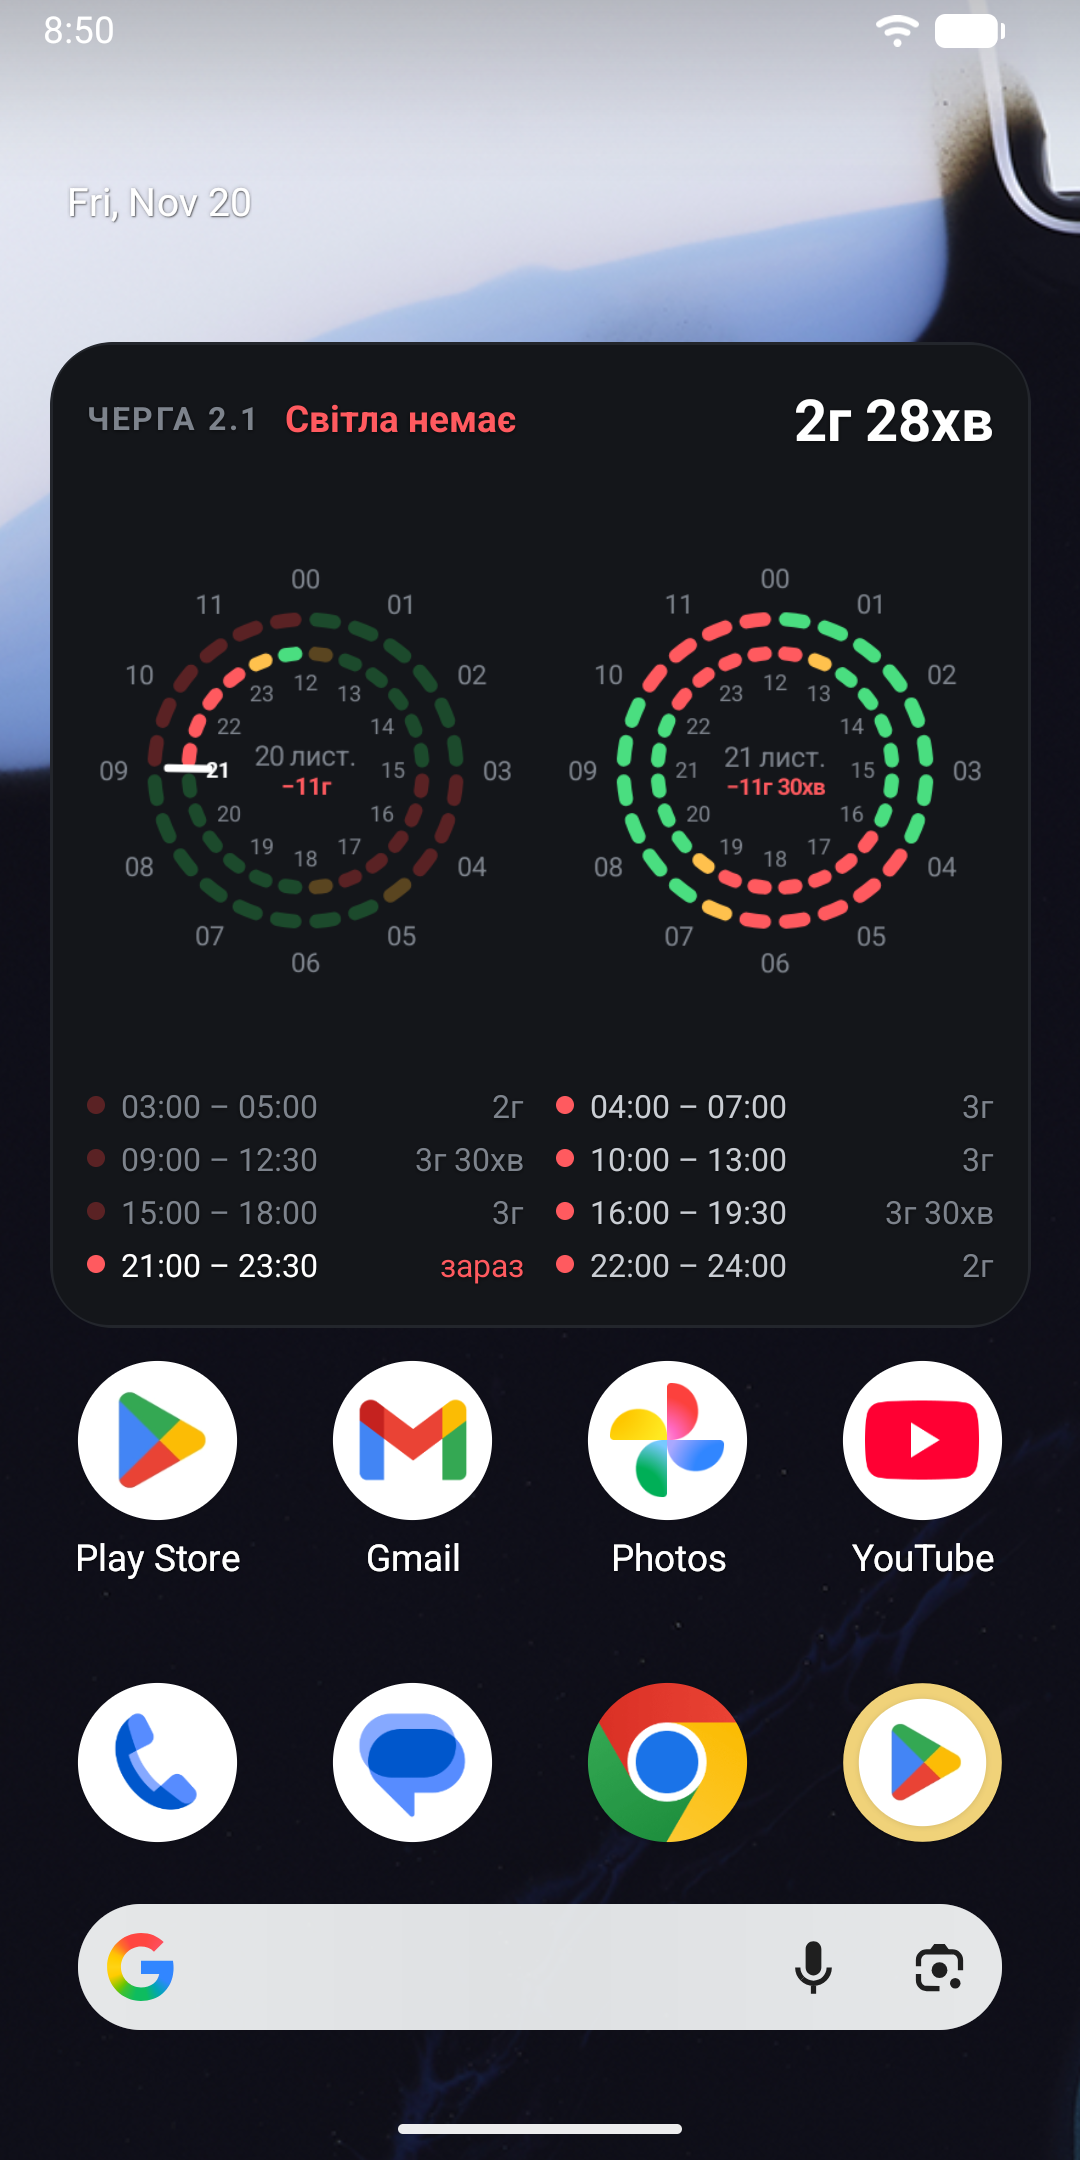 8:50
Fri, Nov 20
ЧЕРГА 2.1 Світла немає 2г 28хв
00
01
02
03
04
05
06
07
08
09
10
11
12
13
14
15
16
17
18
19
20
21
22
23
20 лист.
−11г
00
01
02
03
04
05
06
07
08
09
10
11
12
13
14
15
16
17
18
19
20
21
22
23
21 лист.
−11г 30хв
03:00 – 05:00 2г
09:00 – 12:30 3г 30хв
15:00 – 18:00 3г
21:00 – 23:30 зараз
04:00 – 07:00 3г
10:00 – 13:00 3г
16:00 – 19:30 3г 30хв
22:00 – 24:00 2г
Play Store
Gmail
Photos
YouTube